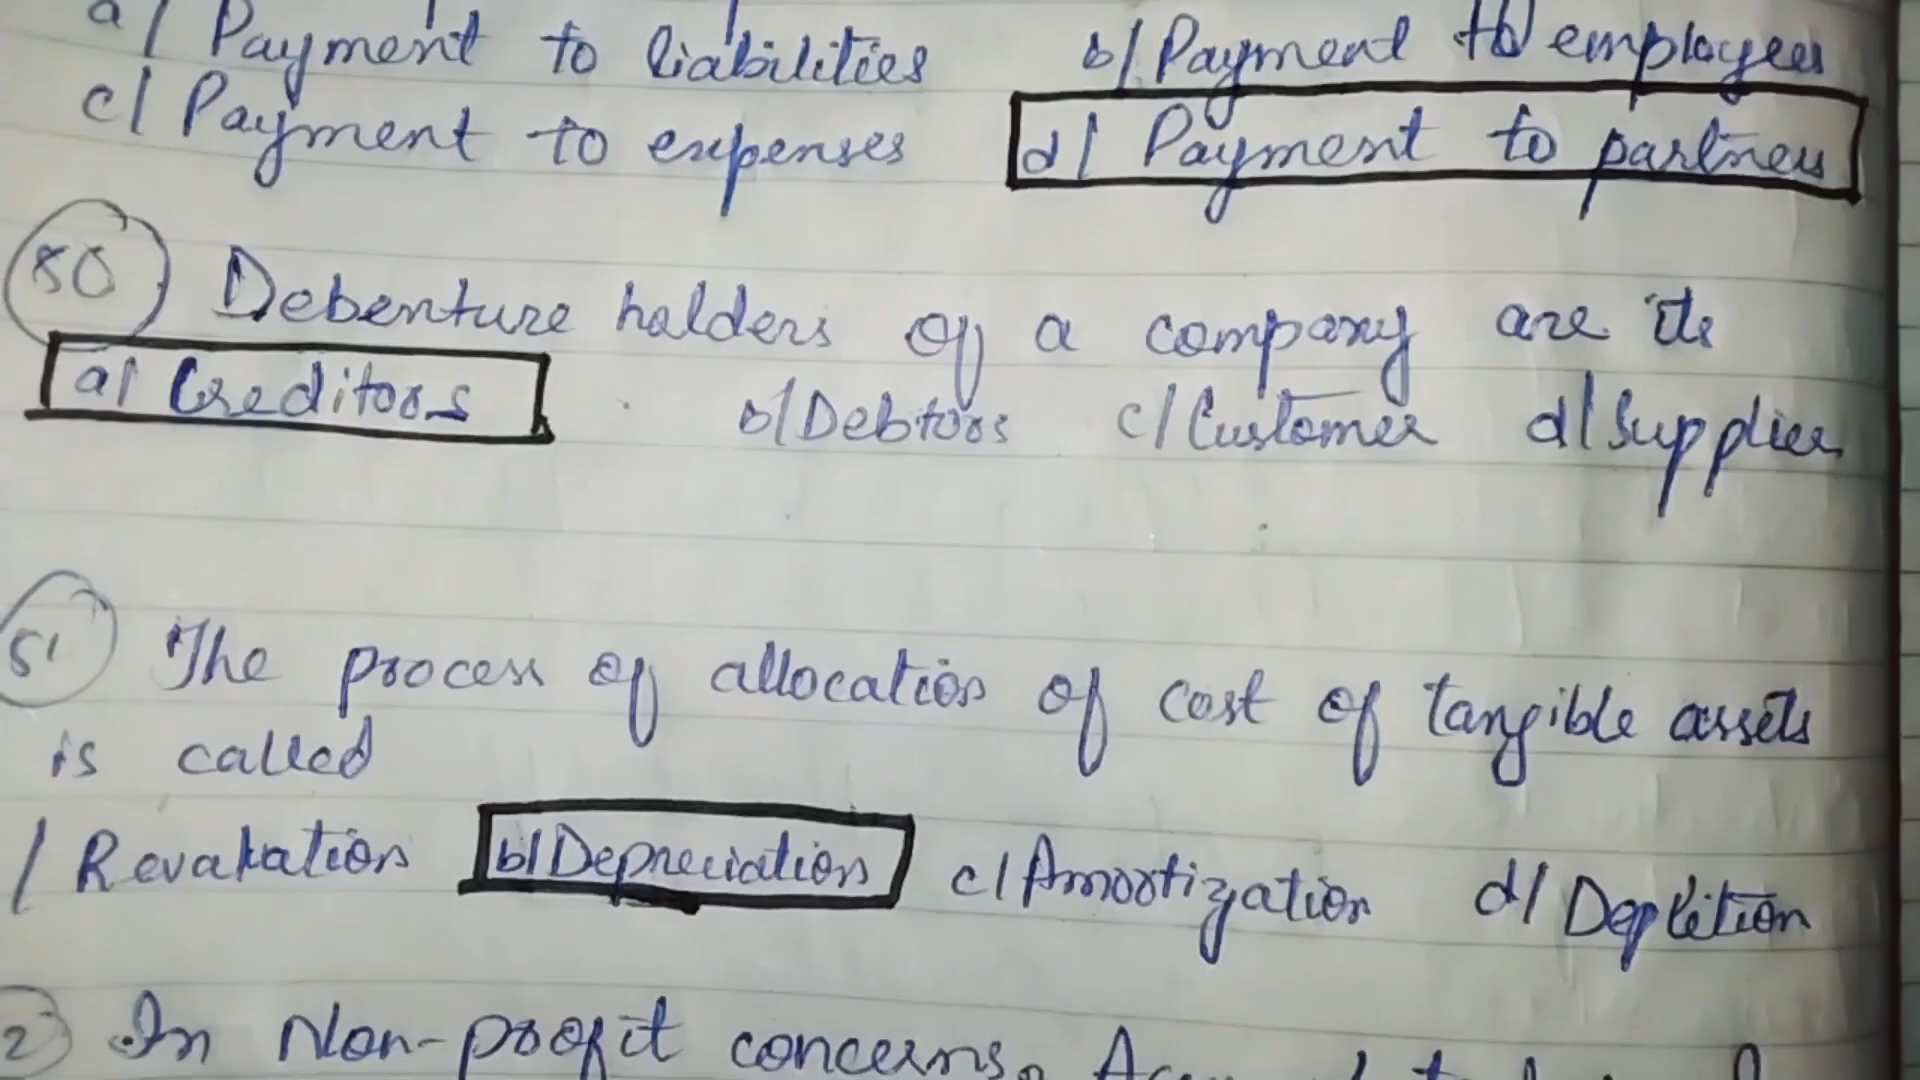 a/ Payment to liabilities b/ Payment to employees
c/ Payment to expenses d/ Payment to partners
50 Debenture holders of a company are its
a/ Creditors b/ Debtors c/ Customer d/ Supplier
51 The process of allocation of cost of tangible assets
is called
/ Revaluation b/ Depreciation c/ Amortization d/ Depletion
2 In Non-profit concerns,